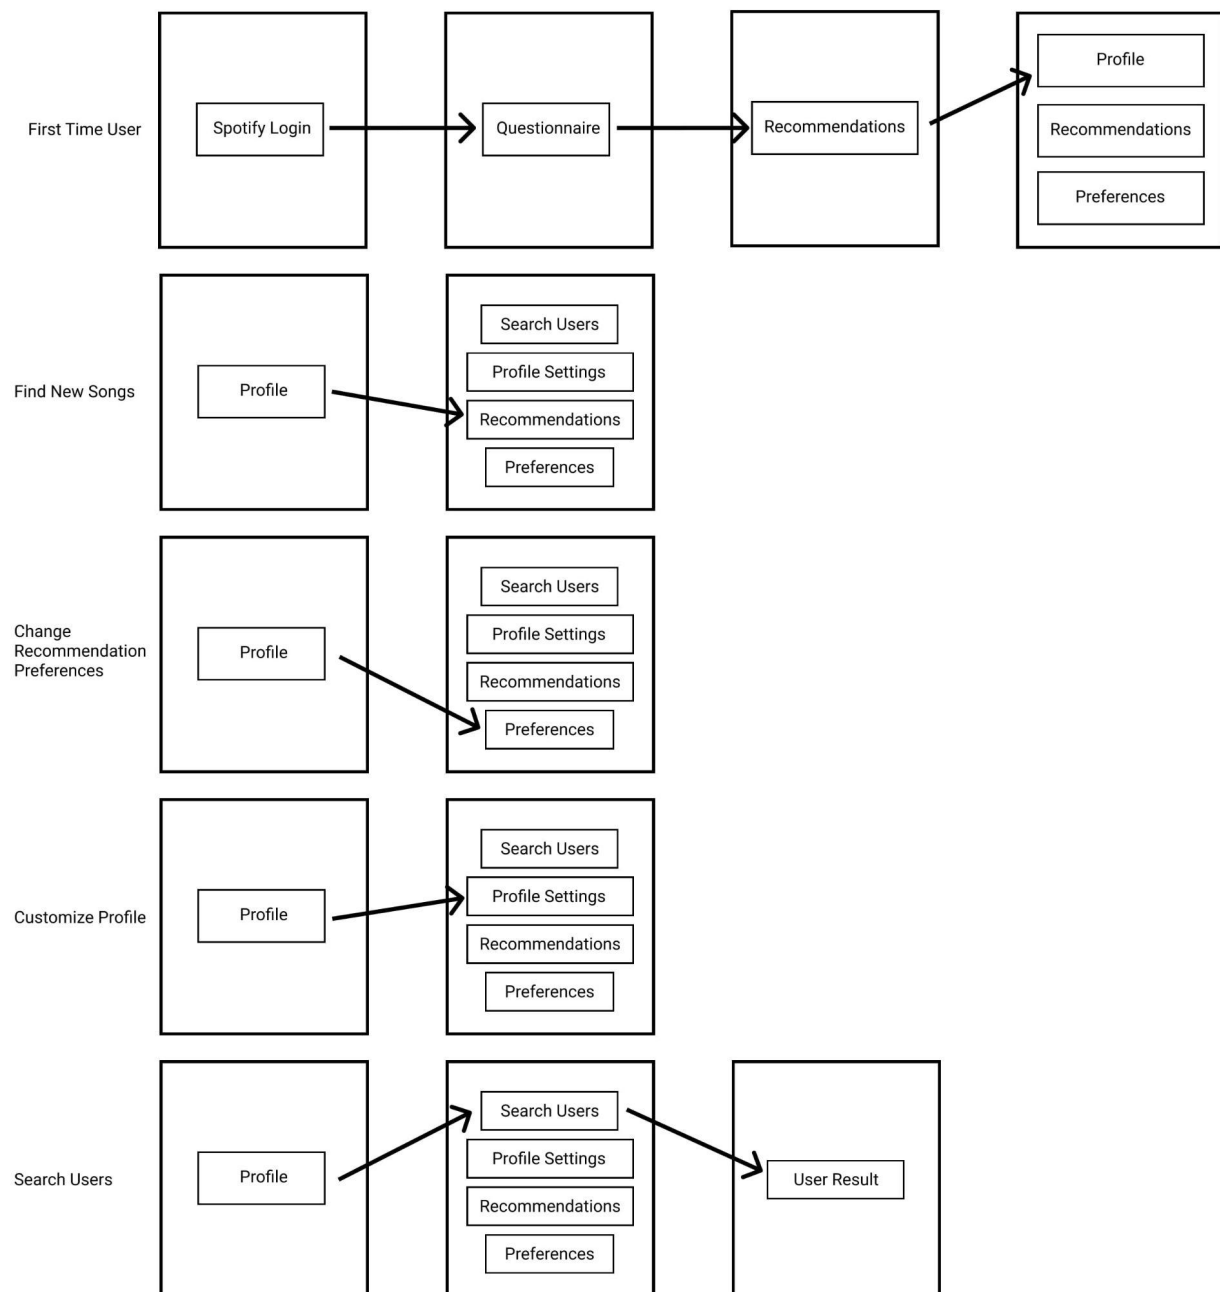 First Time User
Spotify Login
Questionnaire
Recommendations
Profile
Recommendations
Preferences
Find New Songs
Profile
Search Users
Profile Settings
Recommendations
Preferences
Change
Recommendation
Preferences
Profile
Search Users
Profile Settings
Recommendations
Preferences
Customize Profile
Profile
Search Users
Profile Settings
Recommendations
Preferences
Search Users
Profile
Search Users
Profile Settings
Recommendations
Preferences
User Result